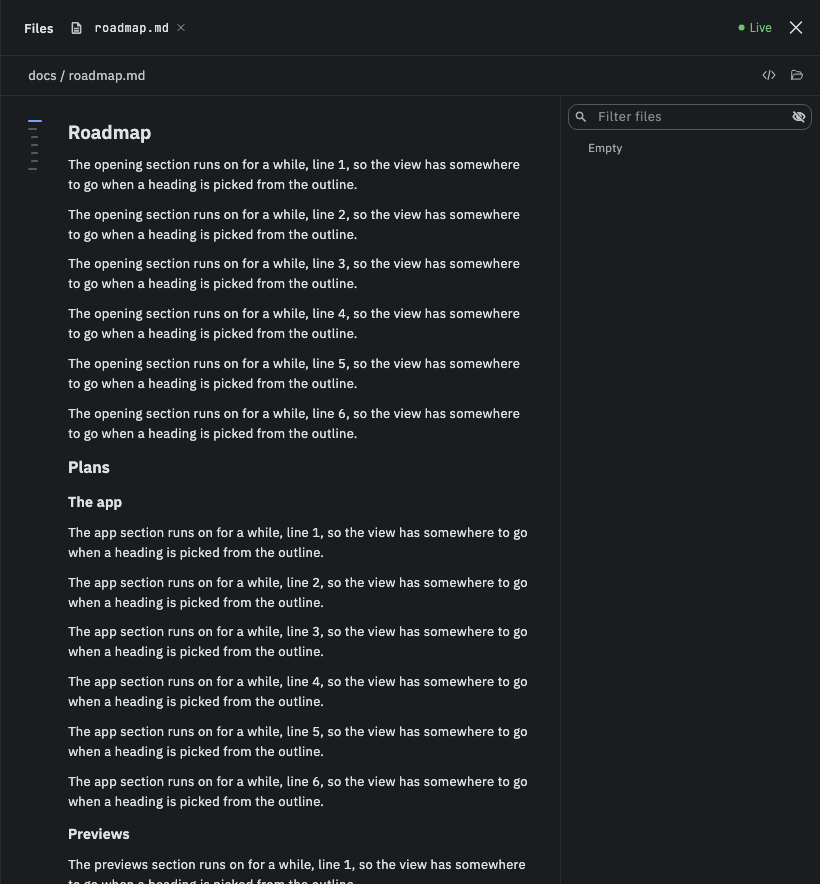 Files roadmap.md Live
docs / roadmap.md
Filter files
Empty
Roadmap
The opening section runs on for a while, line 1, so the view has somewhere
to go when a heading is picked from the outline.
The opening section runs on for a while, line 2, so the view has somewhere
to go when a heading is picked from the outline.
The opening section runs on for a while, line 3, so the view has somewhere
to go when a heading is picked from the outline.
The opening section runs on for a while, line 4, so the view has somewhere
to go when a heading is picked from the outline.
The opening section runs on for a while, line 5, so the view has somewhere
to go when a heading is picked from the outline.
The opening section runs on for a while, line 6, so the view has somewhere
to go when a heading is picked from the outline.
Plans
The app
The app section runs on for a while, line 1, so the view has somewhere to go
when a heading is picked from the outline.
The app section runs on for a while, line 2, so the view has somewhere to go
when a heading is picked from the outline.
The app section runs on for a while, line 3, so the view has somewhere to go
when a heading is picked from the outline.
The app section runs on for a while, line 4, so the view has somewhere to go
when a heading is picked from the outline.
The app section runs on for a while, line 5, so the view has somewhere to go
when a heading is picked from the outline.
The app section runs on for a while, line 6, so the view has somewhere to go
when a heading is picked from the outline.
Previews
The previews section runs on for a while, line 1, so the view has somewhere
to go when a heading is picked from the outline.